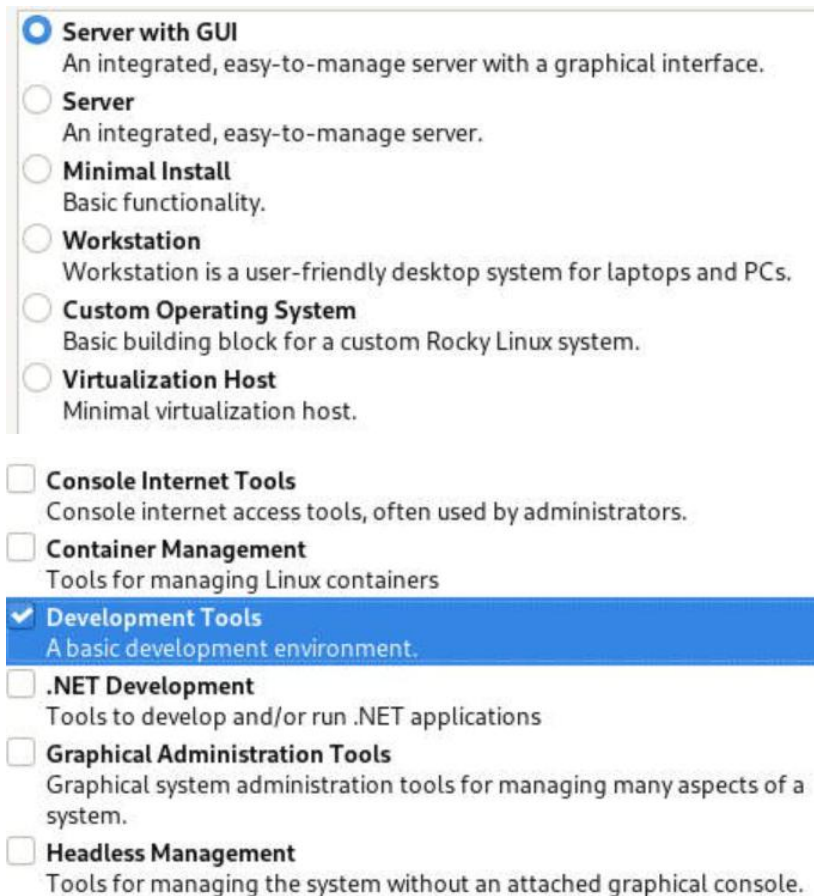 Server with GUI
An integrated, easy-to-manage server with a graphical interface.
Server
An integrated, easy-to-manage server.
Minimal Install
Basic functionality.
Workstation
Workstation is a user-friendly desktop system for laptops and PCs.
Custom Operating System
Basic building block for a custom Rocky Linux system.
Virtualization Host
Minimal virtualization host.
Console Internet Tools
Console internet access tools, often used by administrators.
Container Management
Tools for managing Linux containers
Development Tools
A basic development environment.
.NET Development
Tools to develop and/or run .NET applications
Graphical Administration Tools
Graphical system administration tools for managing many aspects of a
system.
Headless Management
Tools for managing the system without an attached graphical console.